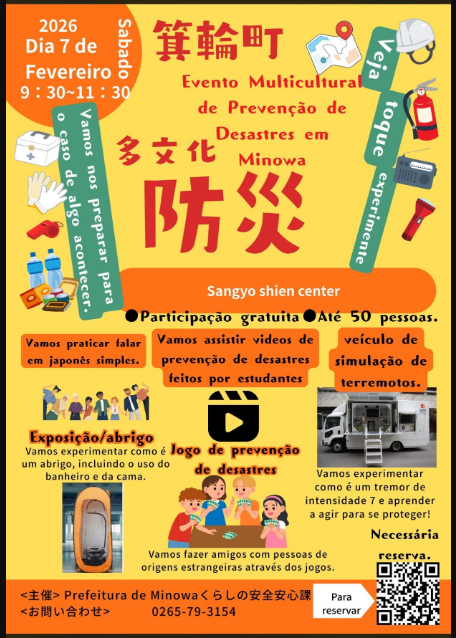 2026
Dia 7 de
Fevereiro
Sabado
9：30~11：30
箕輪町
Evento Multicultural
de Prevenção de
Desastres em
Minowa
多文化
防災
Veja
toque
experimente
Vamos nos preparar para
o caso de algo acontecer.
Sangyo shien center
●Participação gratuita ●Até 50 pessoas.
Vamos praticar falar
em japonês simples.
Vamos assistir videos de
prevenção de desastres
feitos por estudantes
veículo de
simulação de
terremotos.
Exposição/abrigo
Vamos experimentar como é
um abrigo, incluindo o uso do
banheiro e da cama.
Jogo de prevenção
de desastres
Vamos fazer amigos com pessoas de
origens estrangeiras através dos jogos.
Vamos experimentar
como é um tremor de
intensidade 7 e aprender
a agir para se proteger!
Necessária
reserva.
<主催> Prefeitura de Minowaくらしの安全安心課
<お問い合わせ> 0265-79-3154
Para
reservar